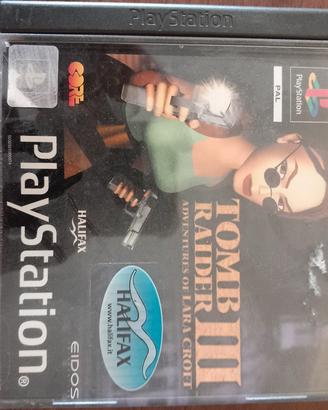 PlayStation
PlayStation
PAL
CORE
TOMB
RAIDER III
ADVENTURES OF LARA CROFT
PlayStation®
HALIFAX
HALIFAX
www.halifax.it
EIDOS